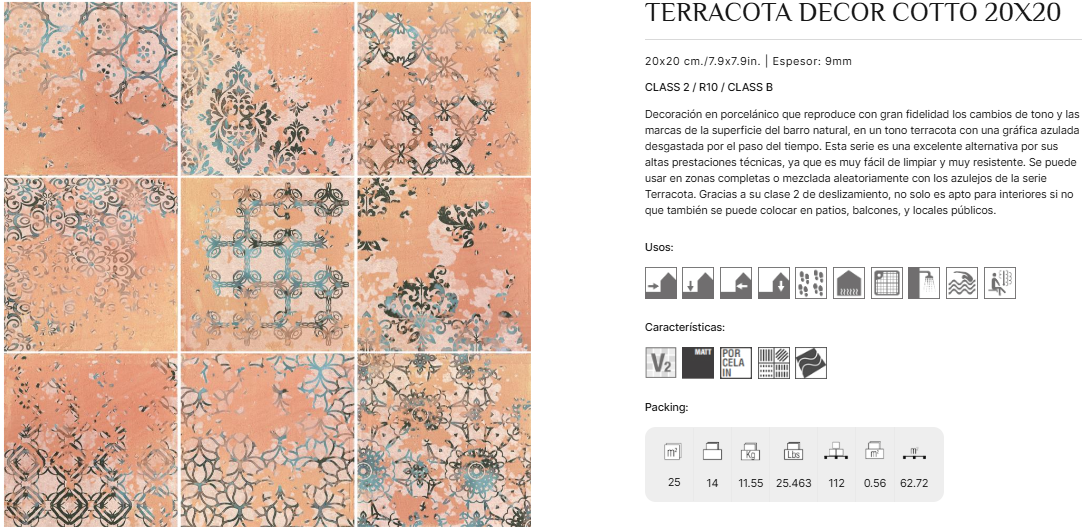 TERRACOTA DECOR COTTO 20X20
20x20 cm./7.9x7.9in. | Espesor: 9mm
CLASS 2 / R10 / CLASS B
Decoración en porcelánico que reproduce con gran fidelidad los cambios de tono y las
marcas de la superficie del barro natural, en un tono terracota con una gráfica azulada
desgastada por el paso del tiempo. Esta serie es una excelente alternativa por sus
altas prestaciones técnicas, ya que es muy fácil de limpiar y muy resistente. Se puede
usar en zonas completas o mezclada aleatoriamente con los azulejos de la serie
Terracota. Gracias a su clase 2 de deslizamiento, no solo es apto para interiores si no
que también se puede colocar en patios, balcones, y locales públicos.
Usos:
Características:
V2 MATT POR
CELA
IN
Packing:
m² Kg Lbs m² m²
25 14 11.55 25.463 112 0.56 62.72